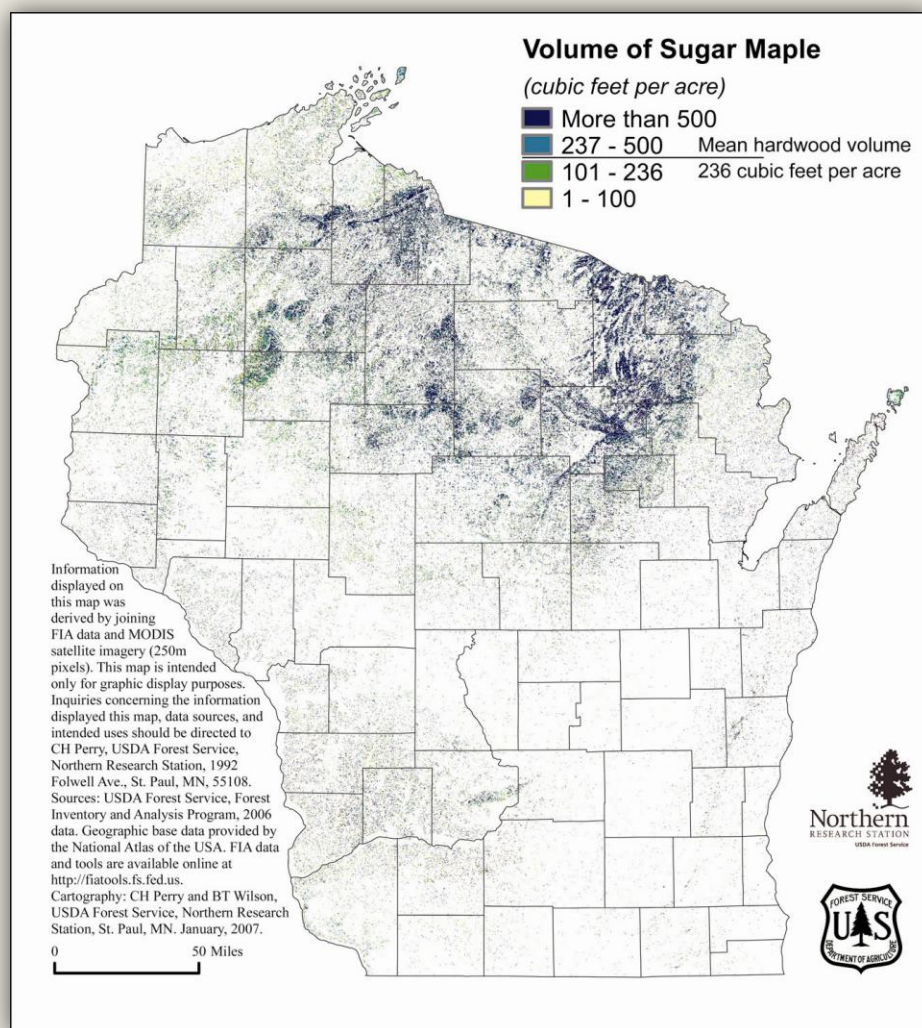 Volume of Sugar Maple
(cubic feet per acre)
More than 500
237 - 500 Mean hardwood volume
101 - 236 236 cubic feet per acre
1 - 100
Information
displayed on
this map was
derived by joining
FIA data and MODIS
satellite imagery (250m
pixels). This map is intended
only for graphic display purposes.
Inquiries concerning the information
displayed this map, data sources, and
intended uses should be directed to
CH Perry, USDA Forest Service,
Northern Research Station, 1992
Folwell Ave., St. Paul, MN, 55108.
Sources: USDA Forest Service, Forest
Inventory and Analysis Program, 2006
data. Geographic base data provided by
the National Atlas of the USA. FIA data
and tools are available online at
http://fiatools.fs.fed.us.
Cartography: CH Perry and BT Wilson,
USDA Forest Service, Northern Research
Station, St. Paul, MN. January, 2007.
0 50 Miles
Northern
RESEARCH STATION
USDA Forest Service
FOREST SERVICE
U S
DEPARTMENT OF AGRICULTURE